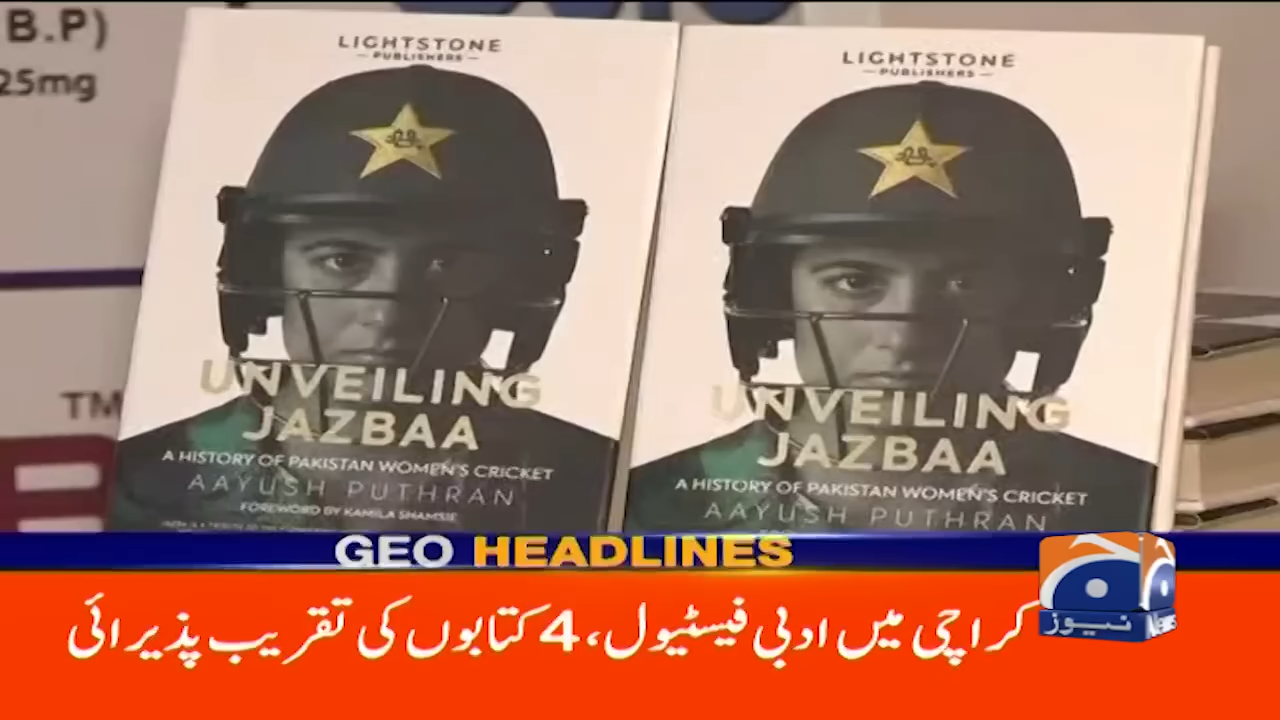 B.P)
25mg
TM
LIGHTSTONE
PUBLISHERS
UNVEILING
JAZBAA
A HISTORY OF PAKISTAN WOMEN'S CRICKET
AAYUSH PUTHRAN
FOREWORD BY KAMILA SHAMSIE
LIGHTSTONE
PUBLISHERS
UNVEILING
JAZBAA
A HISTORY OF PAKISTAN WOMEN'S CRICKET
AAYUSH PUTHRAN
GEO HEADLINES
کراچی میں ادبی فیسٹیول، 4 کتابوں کی تقریب پذیرائی
جیو
نیوز News